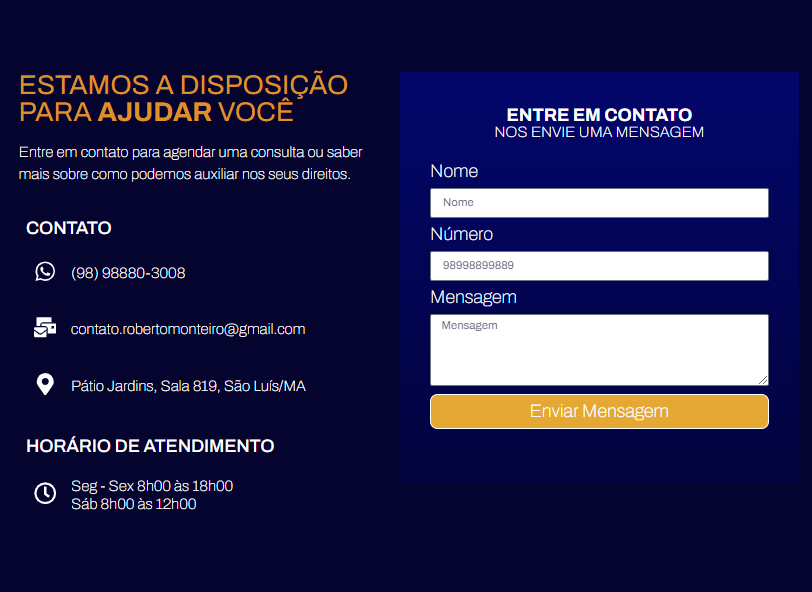 ESTAMOS A DISPOSIÇÃO
PARA AJUDAR VOCÊ
Entre em contato para agendar uma consulta ou saber
mais sobre como podemos auxiliar nos seus direitos.
CONTATO
(98) 98880-3008
contato.robertomonteiro@gmail.com
Pátio Jardins, Sala 819, São Luís/MA
HORÁRIO DE ATENDIMENTO
Seg - Sex 8h00 às 18h00
Sáb 8h00 às 12h00
ENTRE EM CONTATO
NOS ENVIE UMA MENSAGEM
Nome
Nome
Número
98998899889
Mensagem
Mensagem
Enviar Mensagem